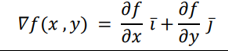 ∇f(x, y) = ∂f/∂x ī + ∂f/∂y j̄